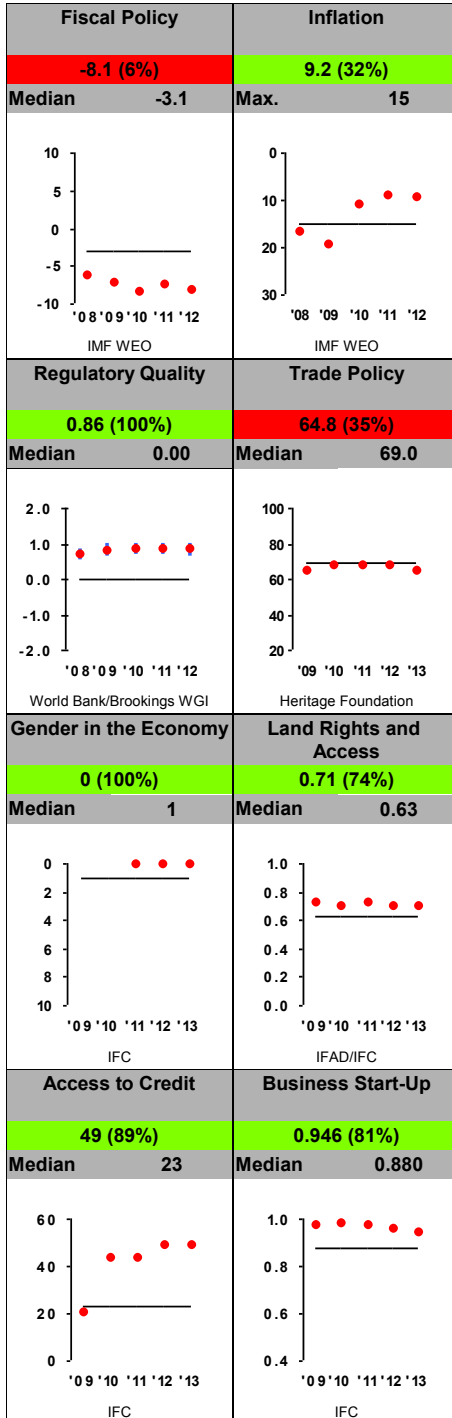 Fiscal Policy
-8.1 (6%)
Median -3.1
10
5
0
-5
-10
'08 '09 '10 '11 '12
IMF WEO
Inflation
9.2 (32%)
Max. 15
0
10
20
30
'08 '09 '10 '11 '12
IMF WEO
Regulatory Quality
0.86 (100%)
Median 0.00
2.0
1.0
0.0
-1.0
-2.0
'08 '09 '10 '11 '12
World Bank/Brookings WGI
Trade Policy
64.8 (35%)
Median 69.0
100
80
60
40
20
'09 '10 '11 '12 '13
Heritage Foundation
Gender in the Economy
0 (100%)
Median 1
0
2
4
6
8
10
'09 '10 '11 '12 '13
IFC
Land Rights and
Access
0.71 (74%)
Median 0.63
1.0
0.8
0.6
0.4
0.2
0.0
'09 '10 '11 '12 '13
IFAD/IFC
Access to Credit
49 (89%)
Median 23
60
40
20
0
'09 '10 '11 '12 '13
IFC
Business Start-Up
0.946 (81%)
Median 0.880
1.0
0.8
0.6
0.4
'09 '10 '11 '12 '13
IFC